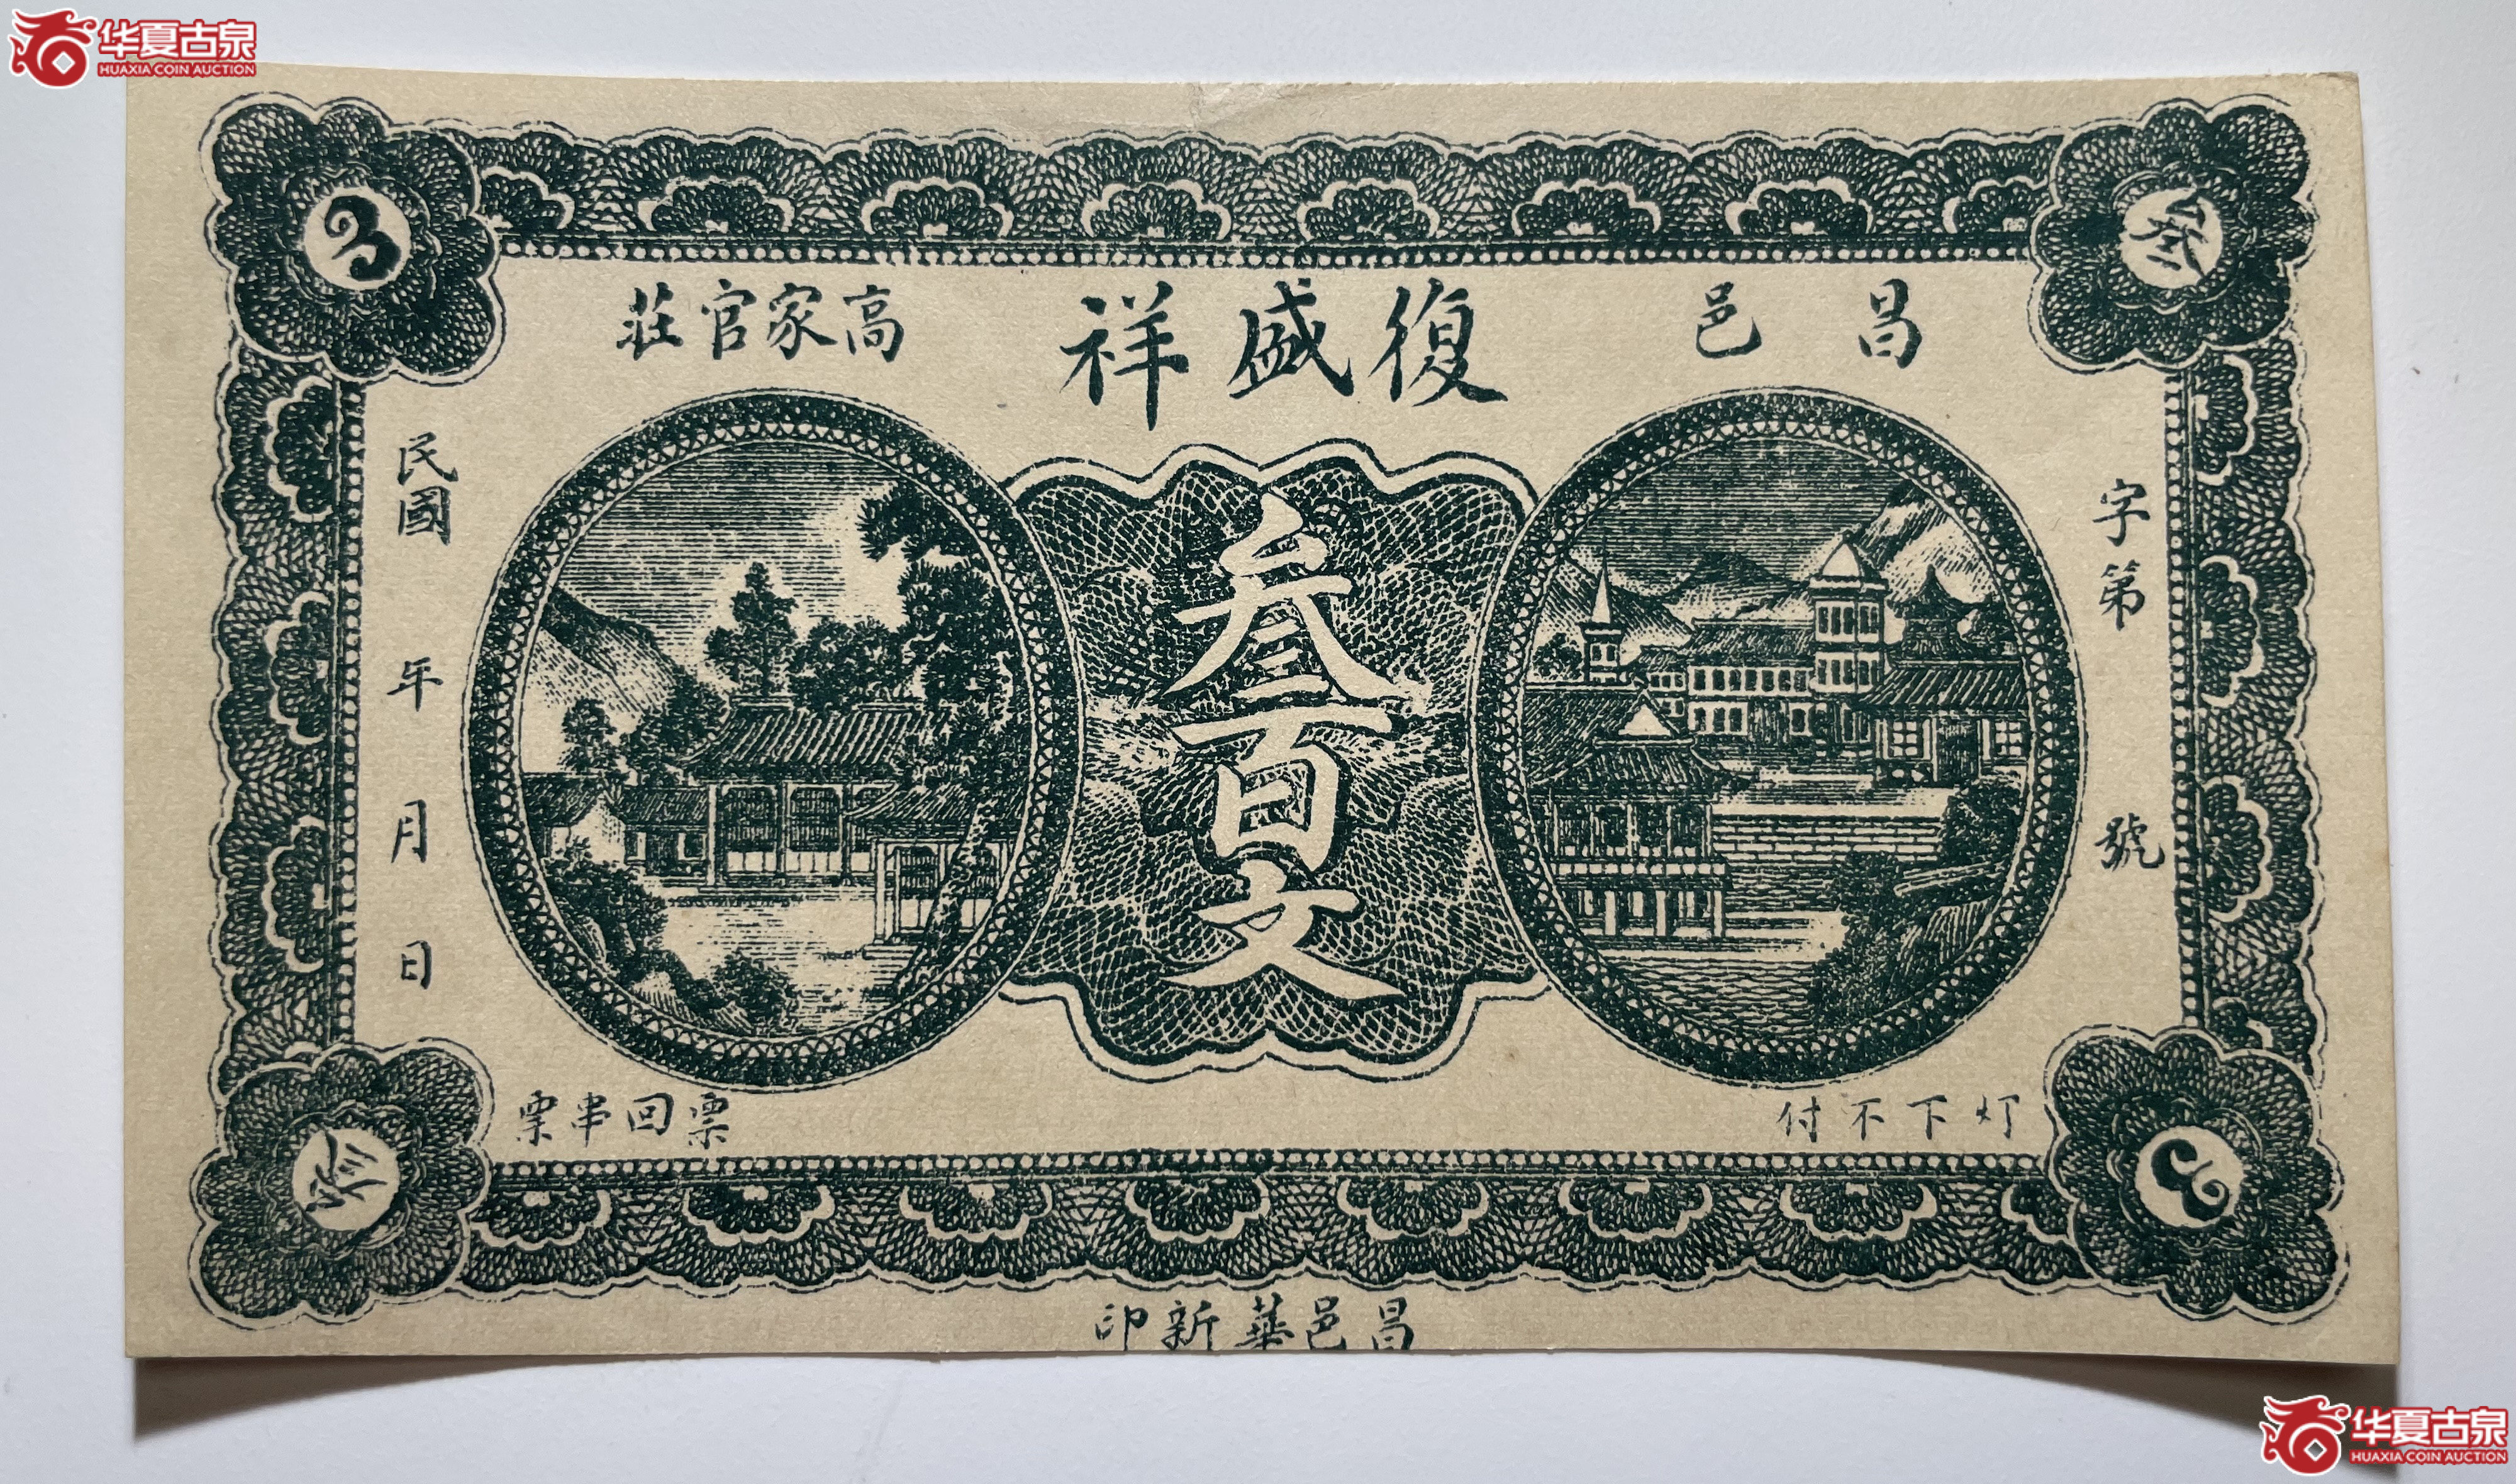 华夏古泉
HUAXIA COIN AUCTION
3
叁
昌邑
復盛祥
高家官莊
字第 號
叁百文
民國 年 月 日
灯下不付
票回串票
叁
3
昌邑華新印
华夏古泉
HUAXIA COIN AUCTION